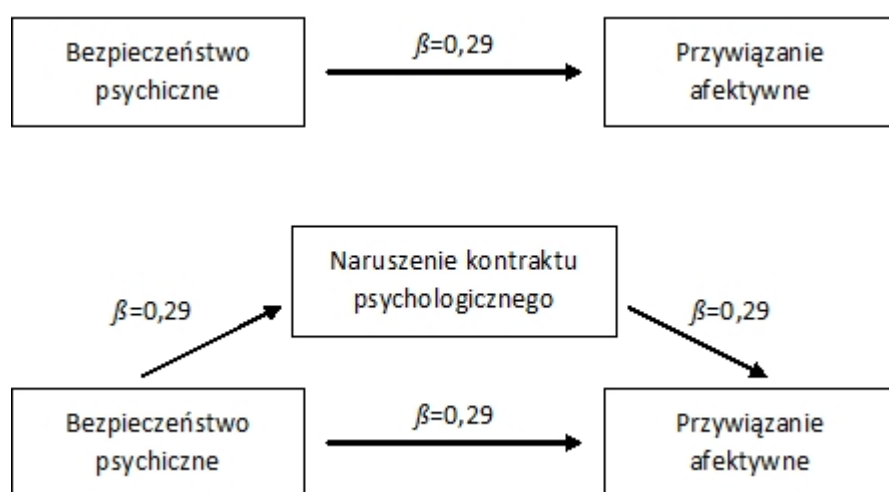 Bezpieczeństwo
psychiczne
ß=0,29
Przywiązanie
afektywne
Naruszenie kontraktu
psychologicznego
ß=0,29
ß=0,29
Bezpieczeństwo
psychiczne
ß=0,29
Przywiązanie
afektywne